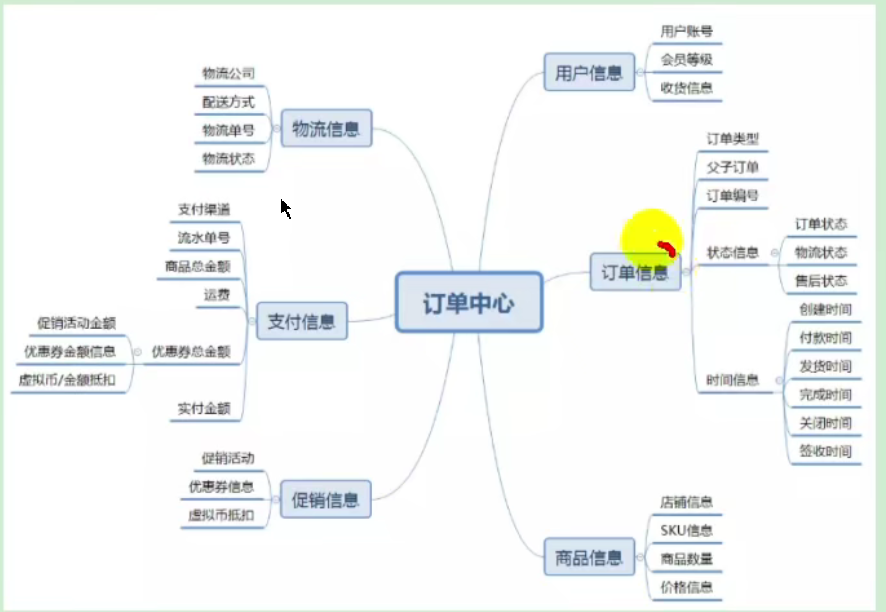 订单中心
用户信息
用户账号
会员等级
收货信息
订单信息
订单类型
父子订单
订单编号
状态信息
订单状态
物流状态
售后状态
时间信息
创建时间
付款时间
发货时间
完成时间
关闭时间
签收时间
商品信息
店铺信息
SKU信息
商品数量
价格信息
物流信息
物流公司
配送方式
物流单号
物流状态
支付信息
支付渠道
流水单号
商品总金额
运费
优惠券总金额
促销活动金额
优惠券金额信息
虚拟币/金额抵扣
实付金额
促销信息
促销活动
优惠券信息
虚拟币抵扣